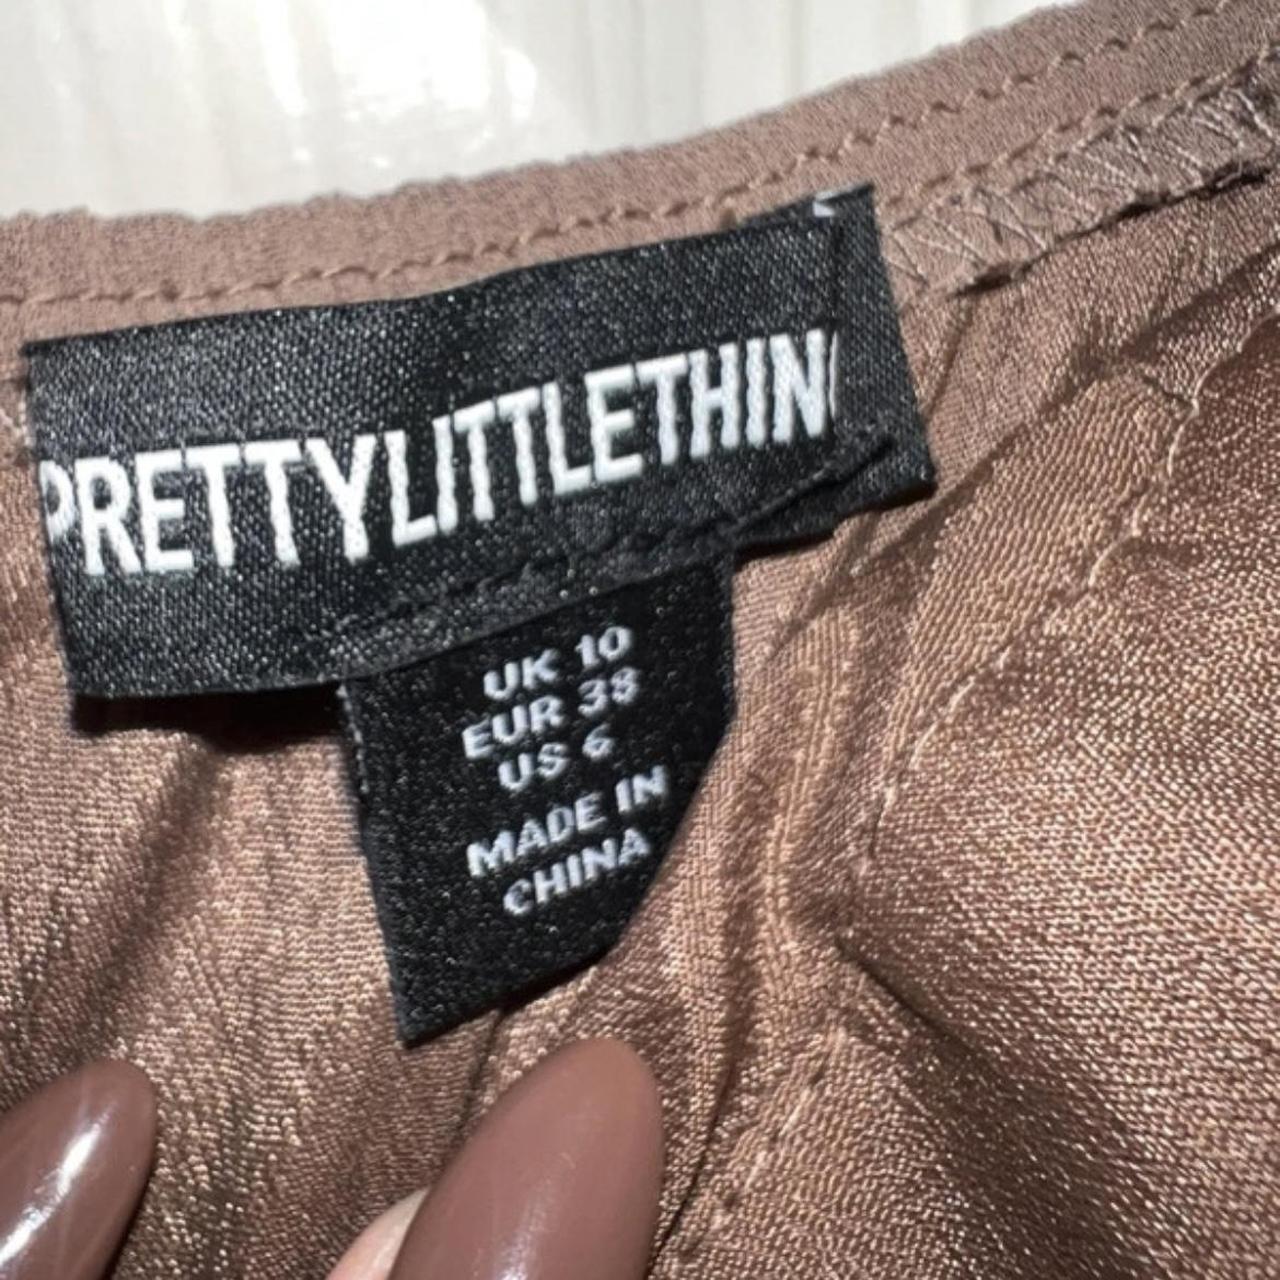 PRETTYLITTLETHING
UK 10
EUR 38
US 6
MADE IN
CHINA